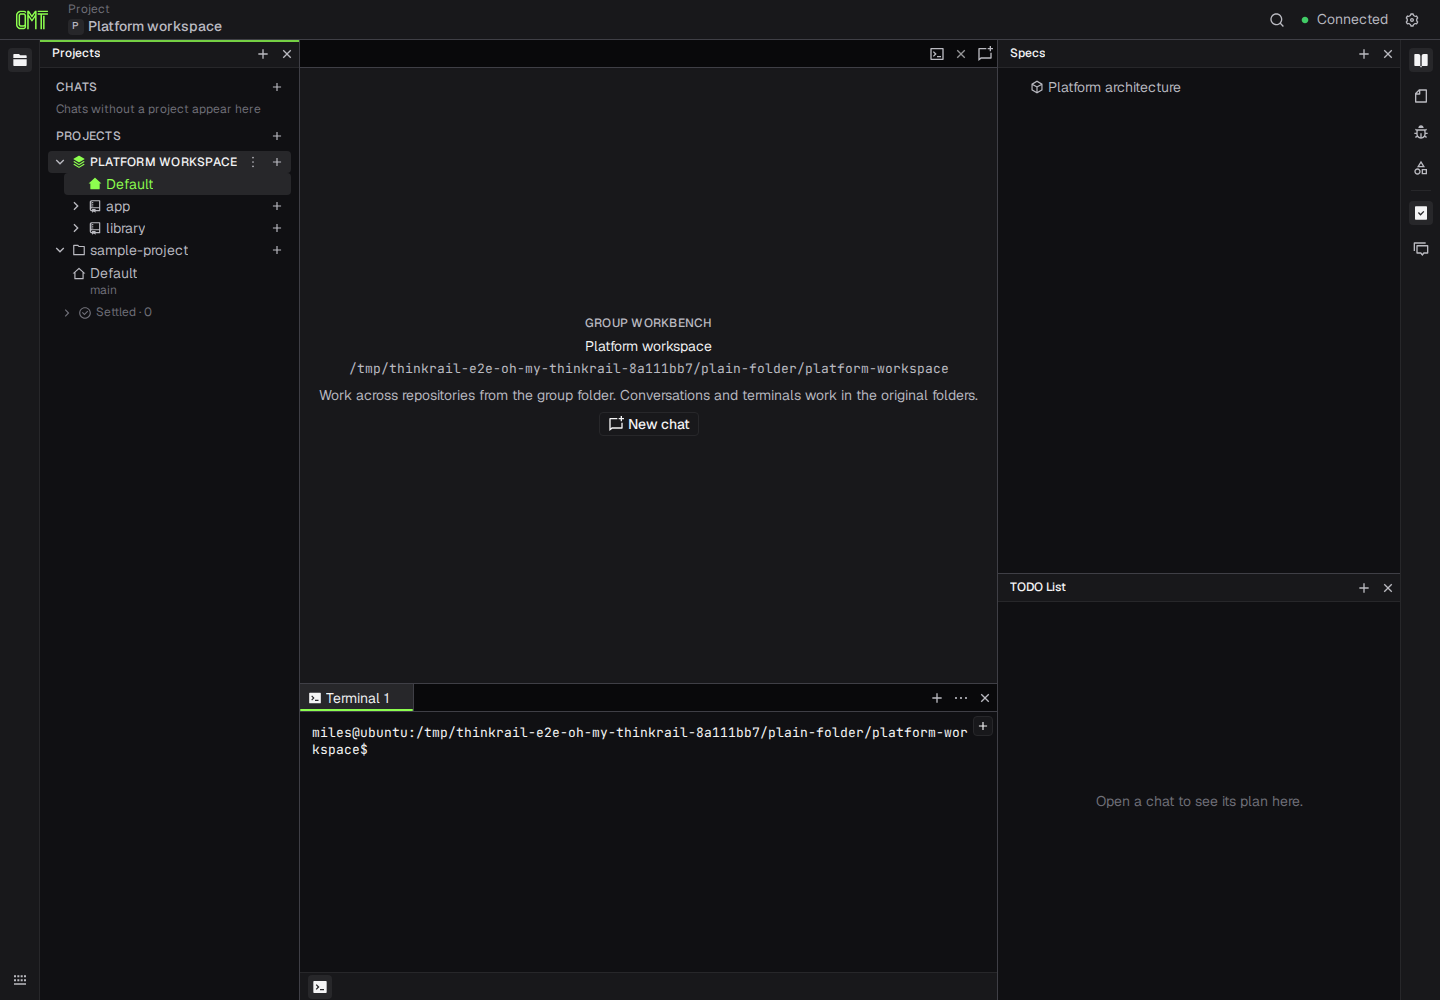 OMT
Project
P Platform workspace
Connected
Projects
CHATS
Chats without a project appear here
PROJECTS
PLATFORM WORKSPACE
Default
app
library
sample-project
Default
main
Settled · 0
GROUP WORKBENCH
Platform workspace
/tmp/thinkrail-e2e-oh-my-thinkrail-8a111bb7/plain-folder/platform-workspace
Work across repositories from the group folder. Conversations and terminals work in the original folders.
New chat
Terminal 1
miles@ubuntu:/tmp/thinkrail-e2e-oh-my-thinkrail-8a111bb7/plain-folder/platform-wor
kspace$
Specs
Platform architecture
TODO List
Open a chat to see its plan here.